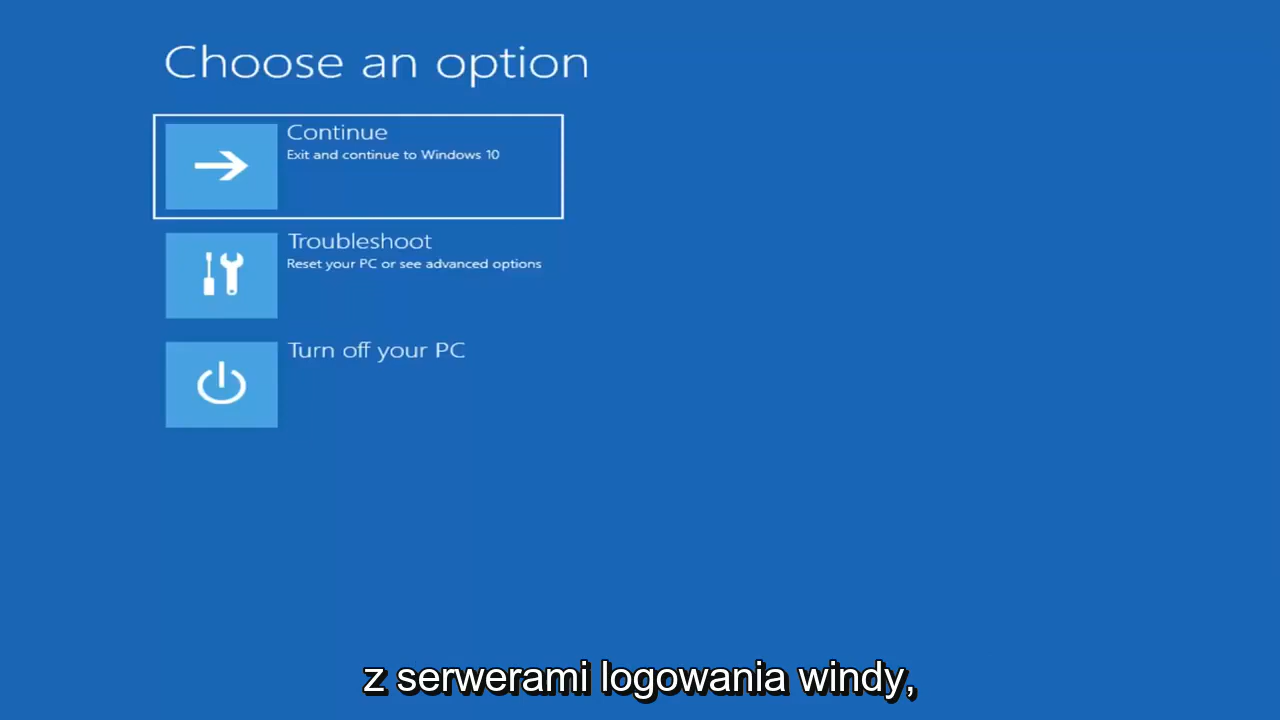 Choose an option
Continue
Exit and continue to Windows 10
Troubleshoot
Reset your PC or see advanced options
Turn off your PC
z serwerami logowania windy,